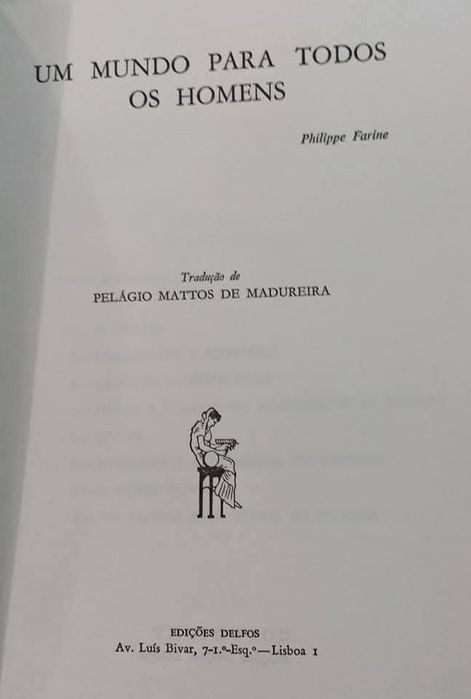 UM MUNDO PARA TODOS
OS HOMENS
Philippe Farine
Tradução de
PELÁGIO MATTOS DE MADUREIRA
EDIÇÕES DELFOS
Av. Luís Bivar, 7-1.º-Esq.º—Lisboa 1